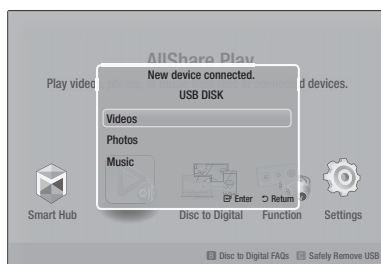 AllShare Play
New device connected.
Play video d devices.
USB DISK
Videos
Photos
Music
Enter Return
Smart Hub Disc to Digital Function Settings
B Disc to Digital FAQs Safely Remove USB